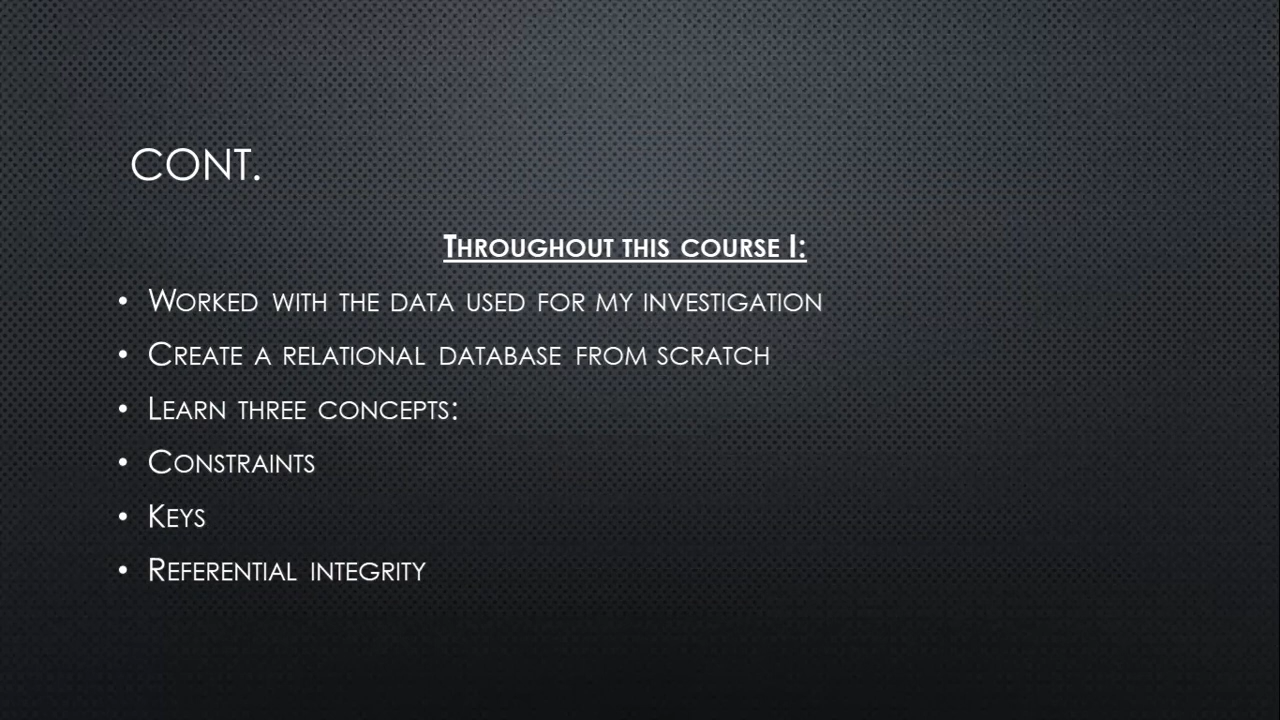 CONT.
THROUGHOUT THIS COURSE I:
• WORKED WITH THE DATA USED FOR MY INVESTIGATION
• CREATE A RELATIONAL DATABASE FROM SCRATCH
• LEARN THREE CONCEPTS:
• CONSTRAINTS
• KEYS
• REFERENTIAL INTEGRITY